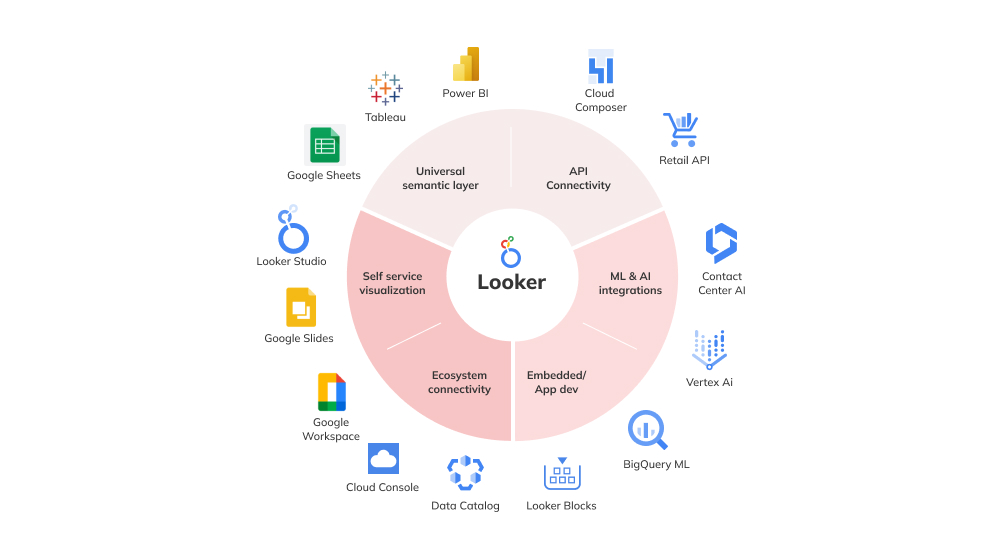 Power BI
Cloud
Composer
Tableau
Retail API
Google Sheets
Universal
semantic layer
API
Connectivity
Looker Studio
Looker
Self service
visualization
ML & AI
integrations
Contact
Center AI
Google Slides
Vertex Ai
Ecosystem
connectivity
Embedded/
App dev
Google
Workspace
BigQuery ML
Cloud Console
Data Catalog
Looker Blocks